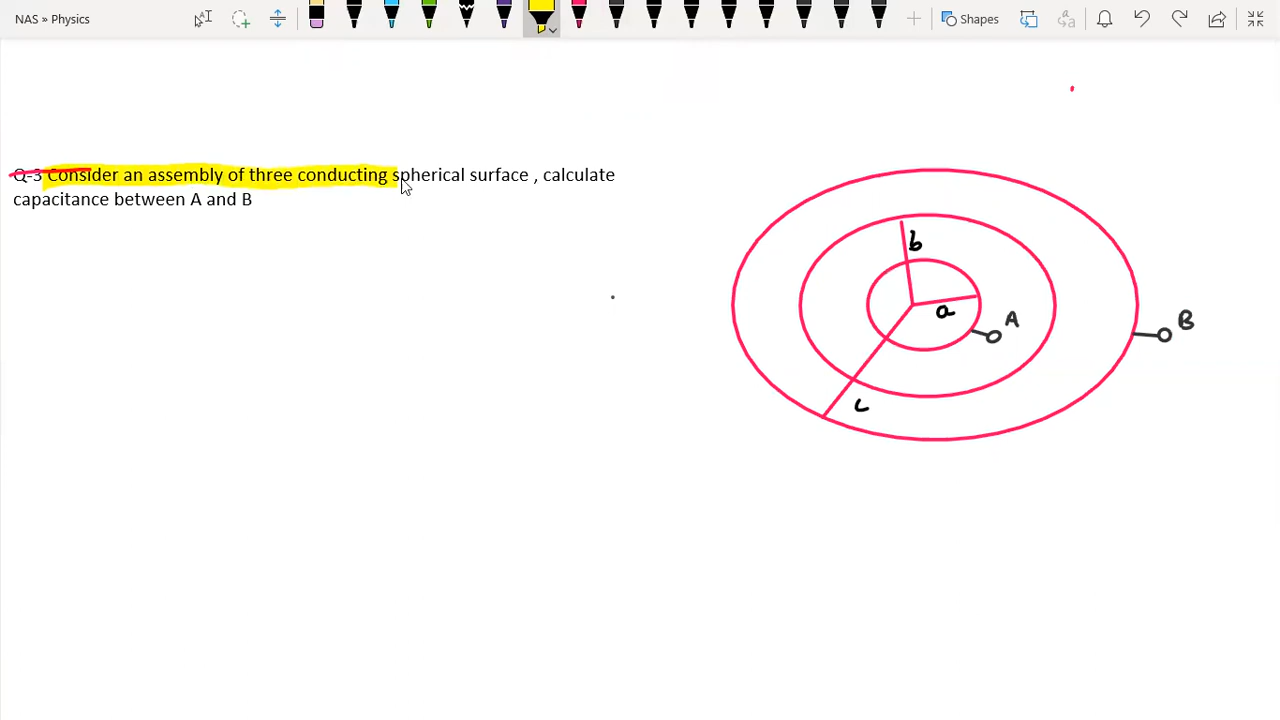 NAS » Physics
Shapes
Q-3 Consider an assembly of three conducting spherical surface , calculate
capacitance between A and B
b
a
A
B
c